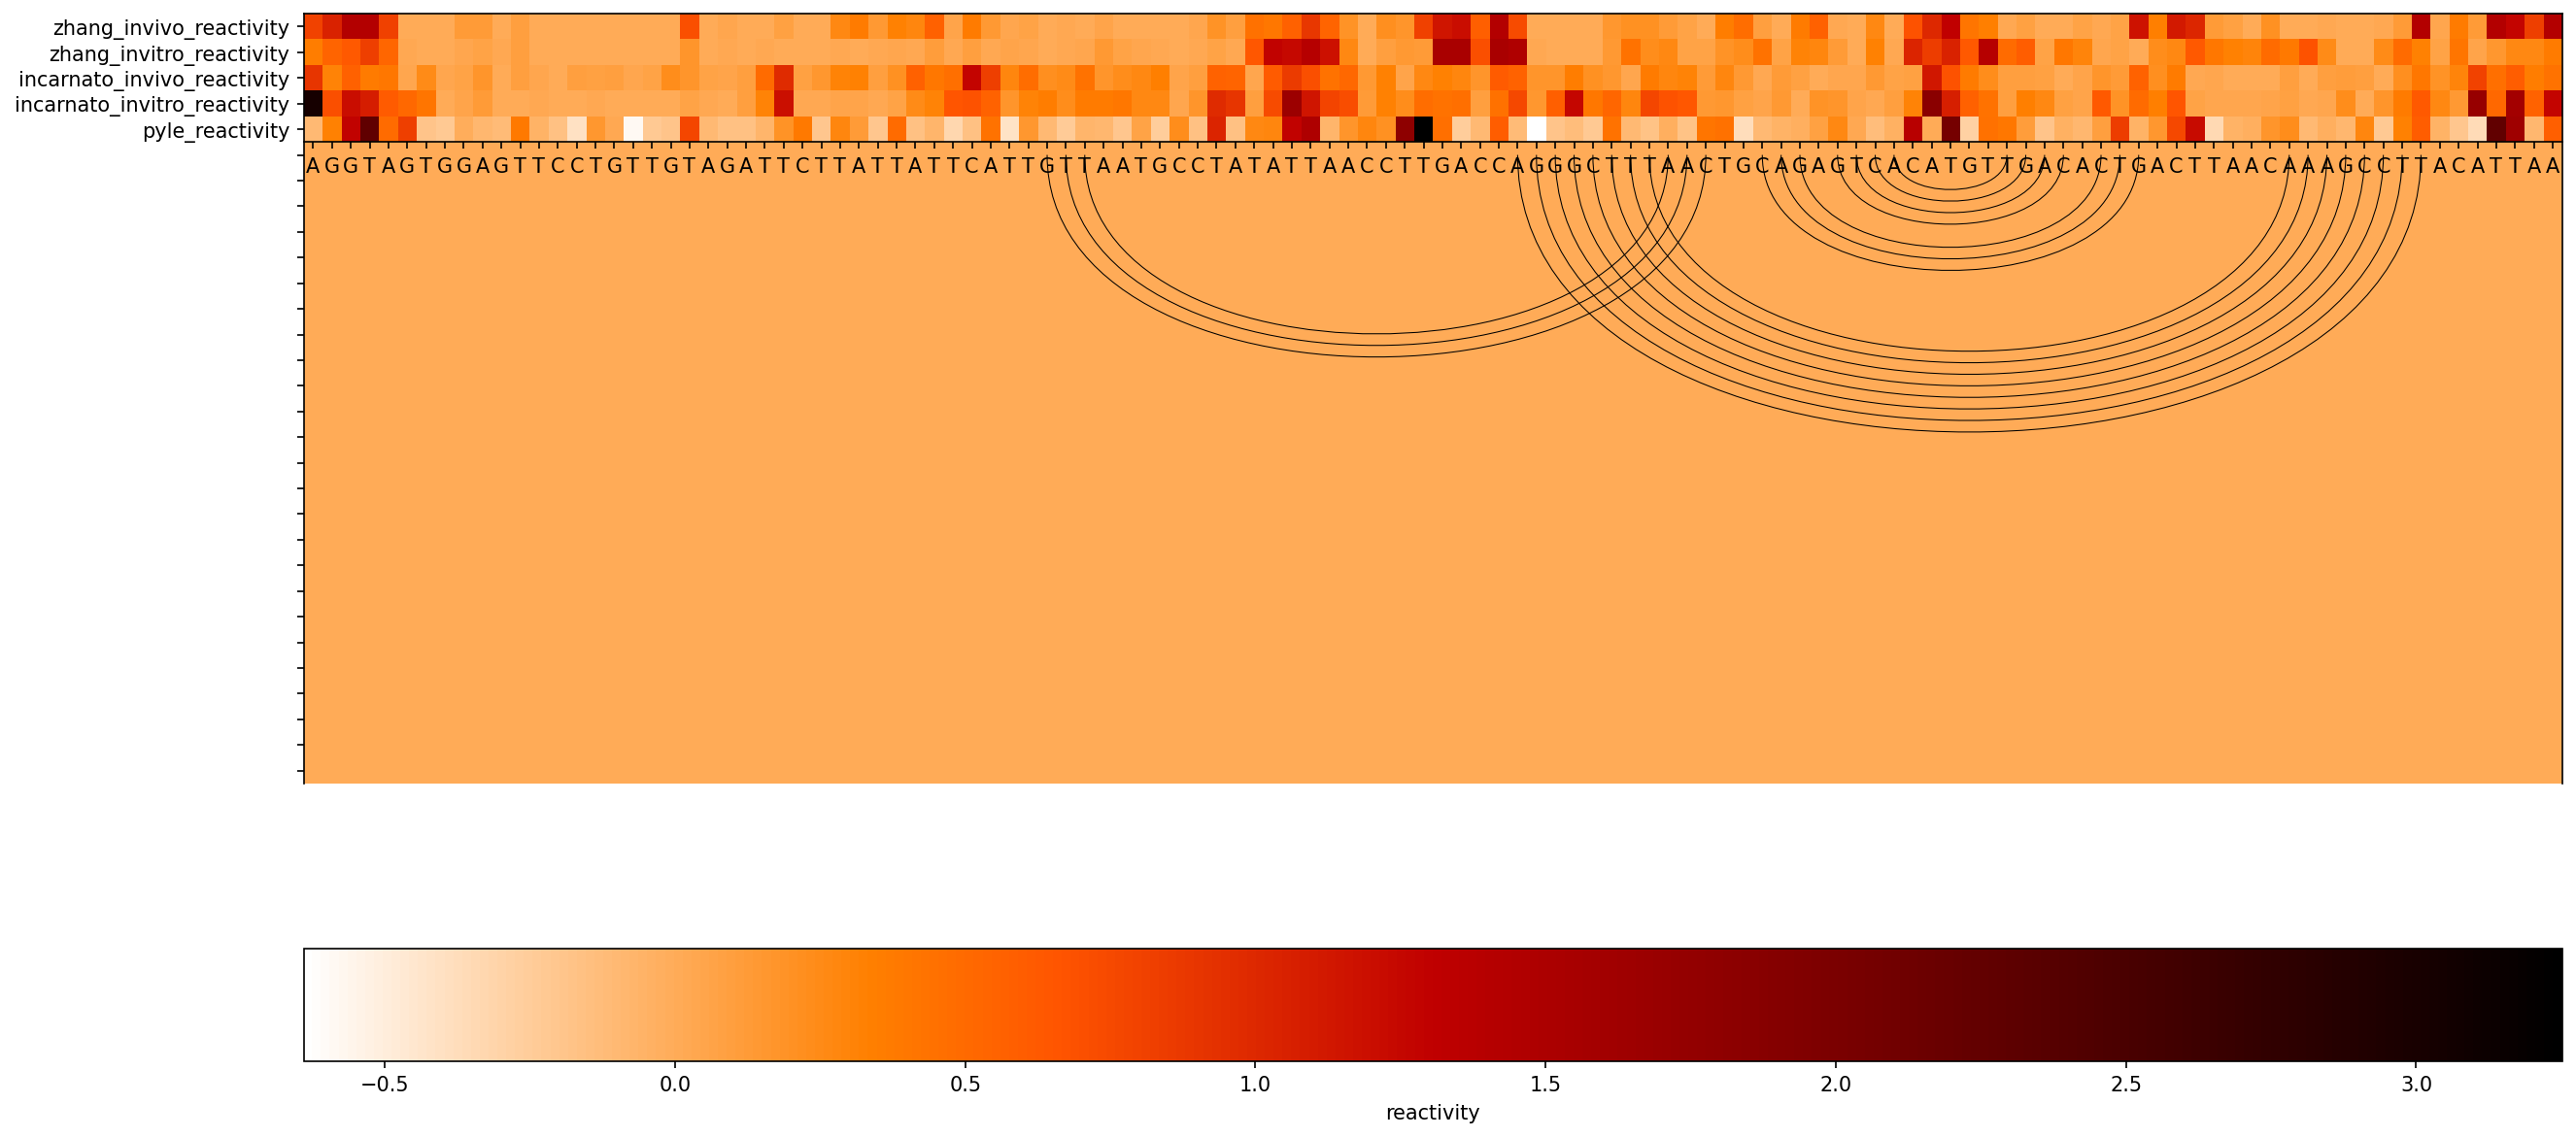 zhang_invivo_reactivity
zhang_invitro_reactivity
incarnato_invivo_reactivity
incarnato_invitro_reactivity
pyle_reactivity
A G G T A G T G G A G T T C C T G T T G T A G A T T C T T A T T A T T C A T T G T T A A T G C C T A T A T T A A C C T T G A C C A G G G C T T T A A C T G C A G A G T C A C A T G T T G A C A C T G A C T T A A C A A A G C C T T A C A T T A A
−0.5 0.0 0.5 1.0 1.5 2.0 2.5 3.0
reactivity